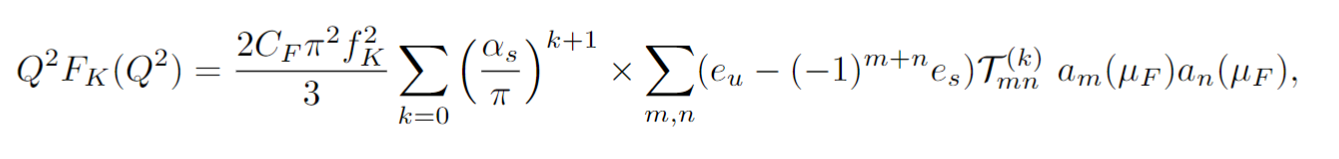 $Q^2 F_K(Q^2) = \frac{2C_F \pi^2 f_K^2}{3} \sum_{k=0} \left(\frac{\alpha_s}{\pi}\right)^{k+1} \times \sum_{m,n} (e_u - (-1)^{m+n} e_s) \mathcal{T}_{mn}^{(k)} \ a_m(\mu_F) a_n(\mu_F),$